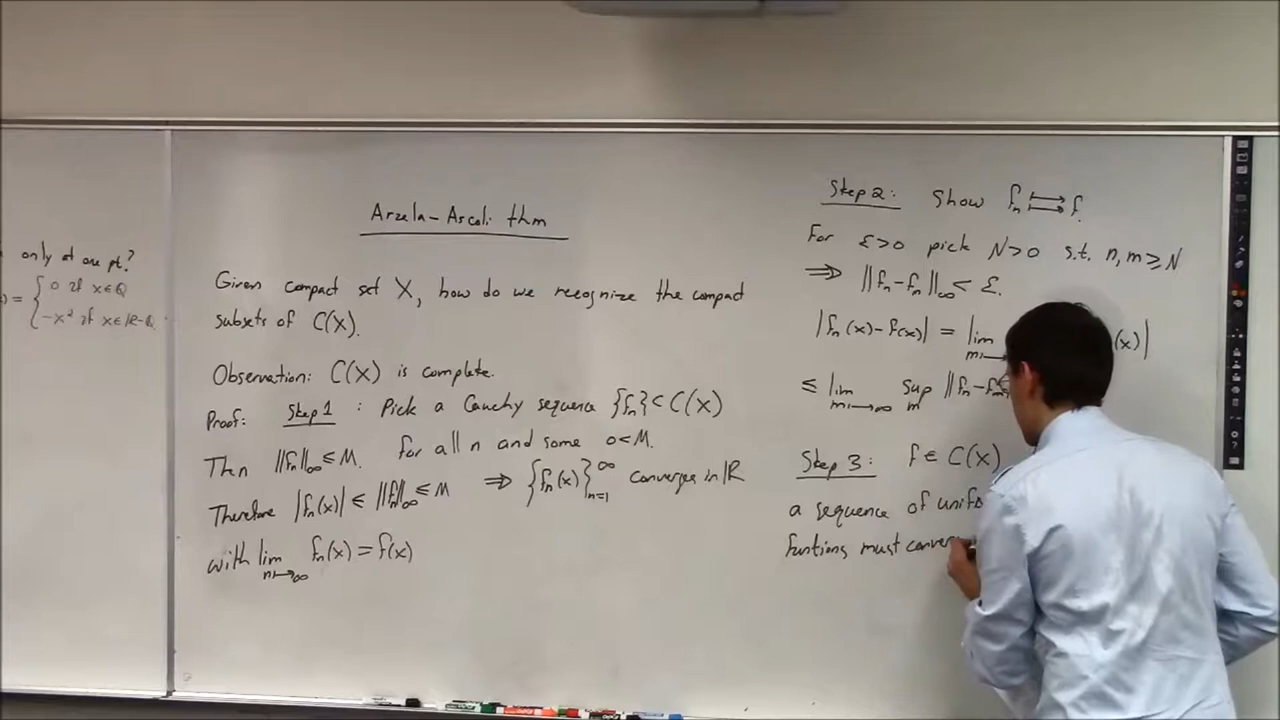 only at one pt?
) = { 0 if x∈Q
-x² if x∈R-Q.
Arzela-Ascoli thm
Given compact set X, how do we recognize the compact
subsets of C(X).
Observation: C(X) is complete.
Proof: Step 1 : Pick a Cauchy sequence {fn}⊂C(X)
Then ‖fn‖∞ ≤ M. for all n and some 0<M.
Therefore |fn(x)| ≤ ‖fn‖∞ ≤ M ⇒ {fn(x)}∞n=1 converges in R
with lim n↦∞ fn(x) = f(x)
Step 2: Show fn ⇉ f.
For ε>0 pick N>0 s.t. n,m≥N
⇒ ‖fn-fn‖∞ < ε.
|fn(x)-f(x)| = |lim m (x)|
≤ lim m↦∞ sup m ‖fn-fm
Step 3: f∈C(X)
a sequence of
functions must